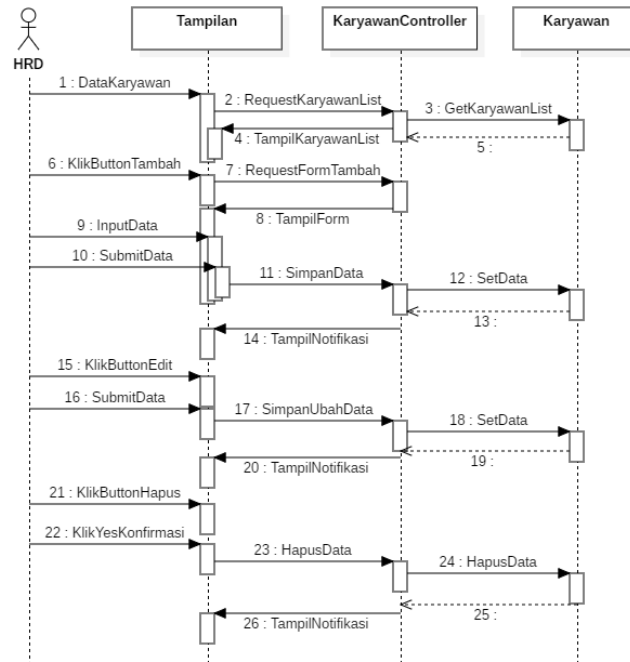 Tampilan
KaryawanController
Karyawan
HRD
1 : DataKaryawan
2 : RequestKaryawanList
3 : GetKaryawanList
4 : TampilKaryawanList
5 :
6 : KlikButtonTambah
7 : RequestFormTambah
8 : TampilForm
9 : InputData
10 : SubmitData
11 : SimpanData
12 : SetData
13 :
14 : TampilNotifikasi
15 : KlikButtonEdit
16 : SubmitData
17 : SimpanUbahData
18 : SetData
19 :
20 : TampilNotifikasi
21 : KlikButtonHapus
22 : KlikYesKonfirmasi
23 : HapusData
24 : HapusData
25 :
26 : TampilNotifikasi